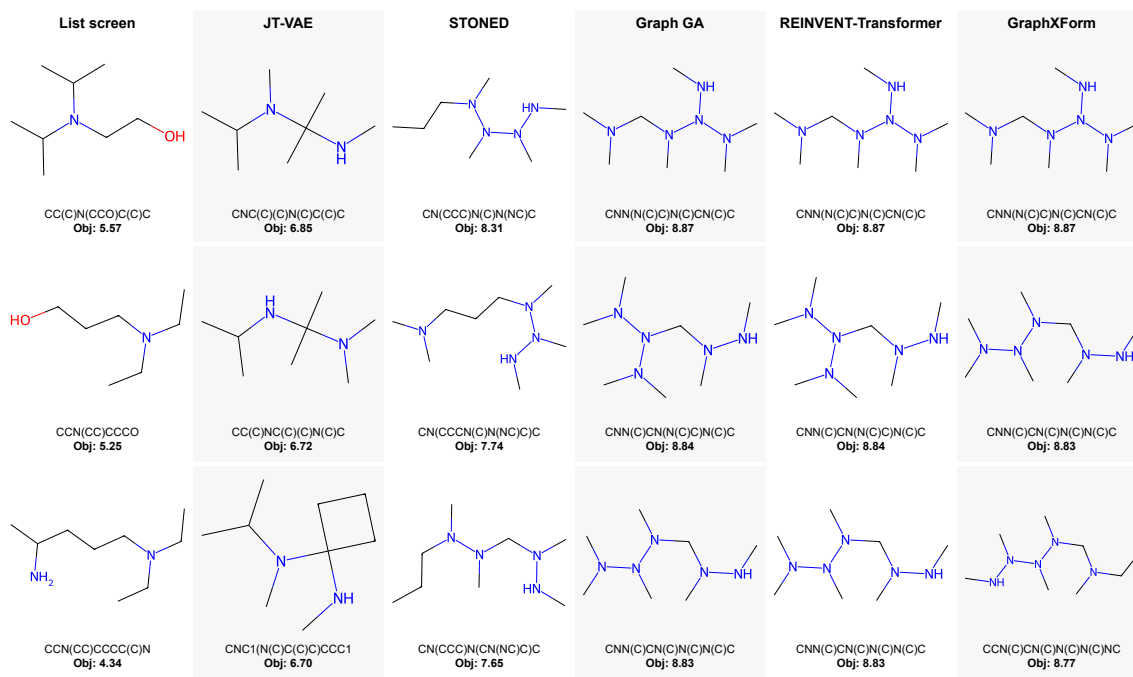 List screen
JT-VAE
STONED
Graph GA
REINVENT-Transformer
GraphXForm
N
OH
CC(C)N(CCO)C(C)C
Obj: 5.57
N
N
H
CNC(C)(C)N(C)C(C)C
Obj: 6.85
N
HN
N
N
CN(CCC)N(C)N(NC)C
Obj: 8.31
NH
N
N
N
N
CNN(N(C)C)N(C)CN(C)C
Obj: 8.87
NH
N
N
N
N
CNN(N(C)C)N(C)CN(C)C
Obj: 8.87
NH
N
N
N
N
CNN(N(C)C)N(C)CN(C)C
Obj: 8.87
HO
N
CCN(CC)CCCO
Obj: 5.25
H
N
N
CC(C)NC(C)(C)N(C)C
Obj: 6.72
N
N
N
HN
CN(CCCN(C)N(NC)C)C
Obj: 7.74
N
N
NH
N
N
CNN(C)CN(N(C)C)N(C)C
Obj: 8.84
N
N
NH
N
N
CNN(C)CN(N(C)C)N(C)C
Obj: 8.84
N
N
N
N
NH
CNN(C)CN(C)N(C)N(C)C
Obj: 8.83
N
NH2
CCN(CC)CCCC(C)N
Obj: 4.34
N
NH
CNC1(N(C)C(C)C)CCC1
Obj: 6.70
N
N
N
HN
CN(CCC)N(CN(NC)C)C
Obj: 7.65
N
N
N
N
NH
CNN(C)CN(C)N(C)N(C)C
Obj: 8.83
N
N
N
N
NH
CNN(C)CN(C)N(C)N(C)C
Obj: 8.83
N
N
N
N
NH
CCN(C)CN(C)N(C)N(C)NC
Obj: 8.77